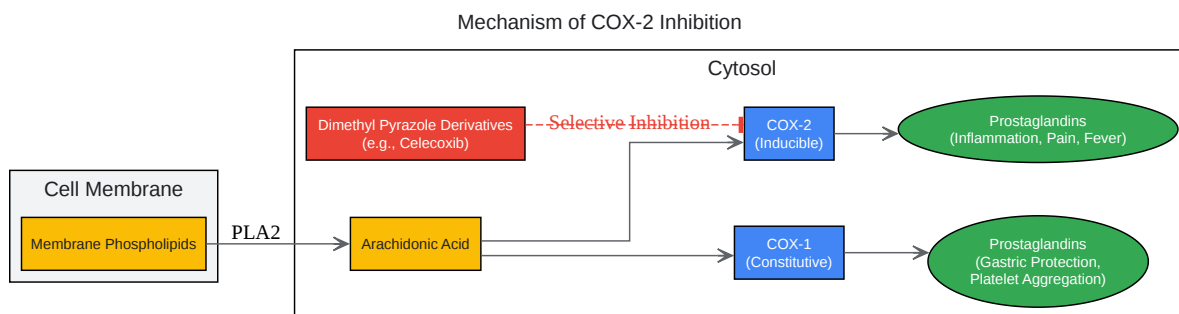 Mechanism of COX-2 Inhibition
Cytosol
Dimethyl Pyrazole Derivatives
(e.g., Celecoxib)
Selective Inhibition
COX-2
(Inducible)
Prostaglandins
(Inflammation, Pain, Fever)
Cell Membrane
Membrane Phospholipids
PLA2
Arachidonic Acid
COX-1
(Constitutive)
Prostaglandins
(Gastric Protection,
Platelet Aggregation)